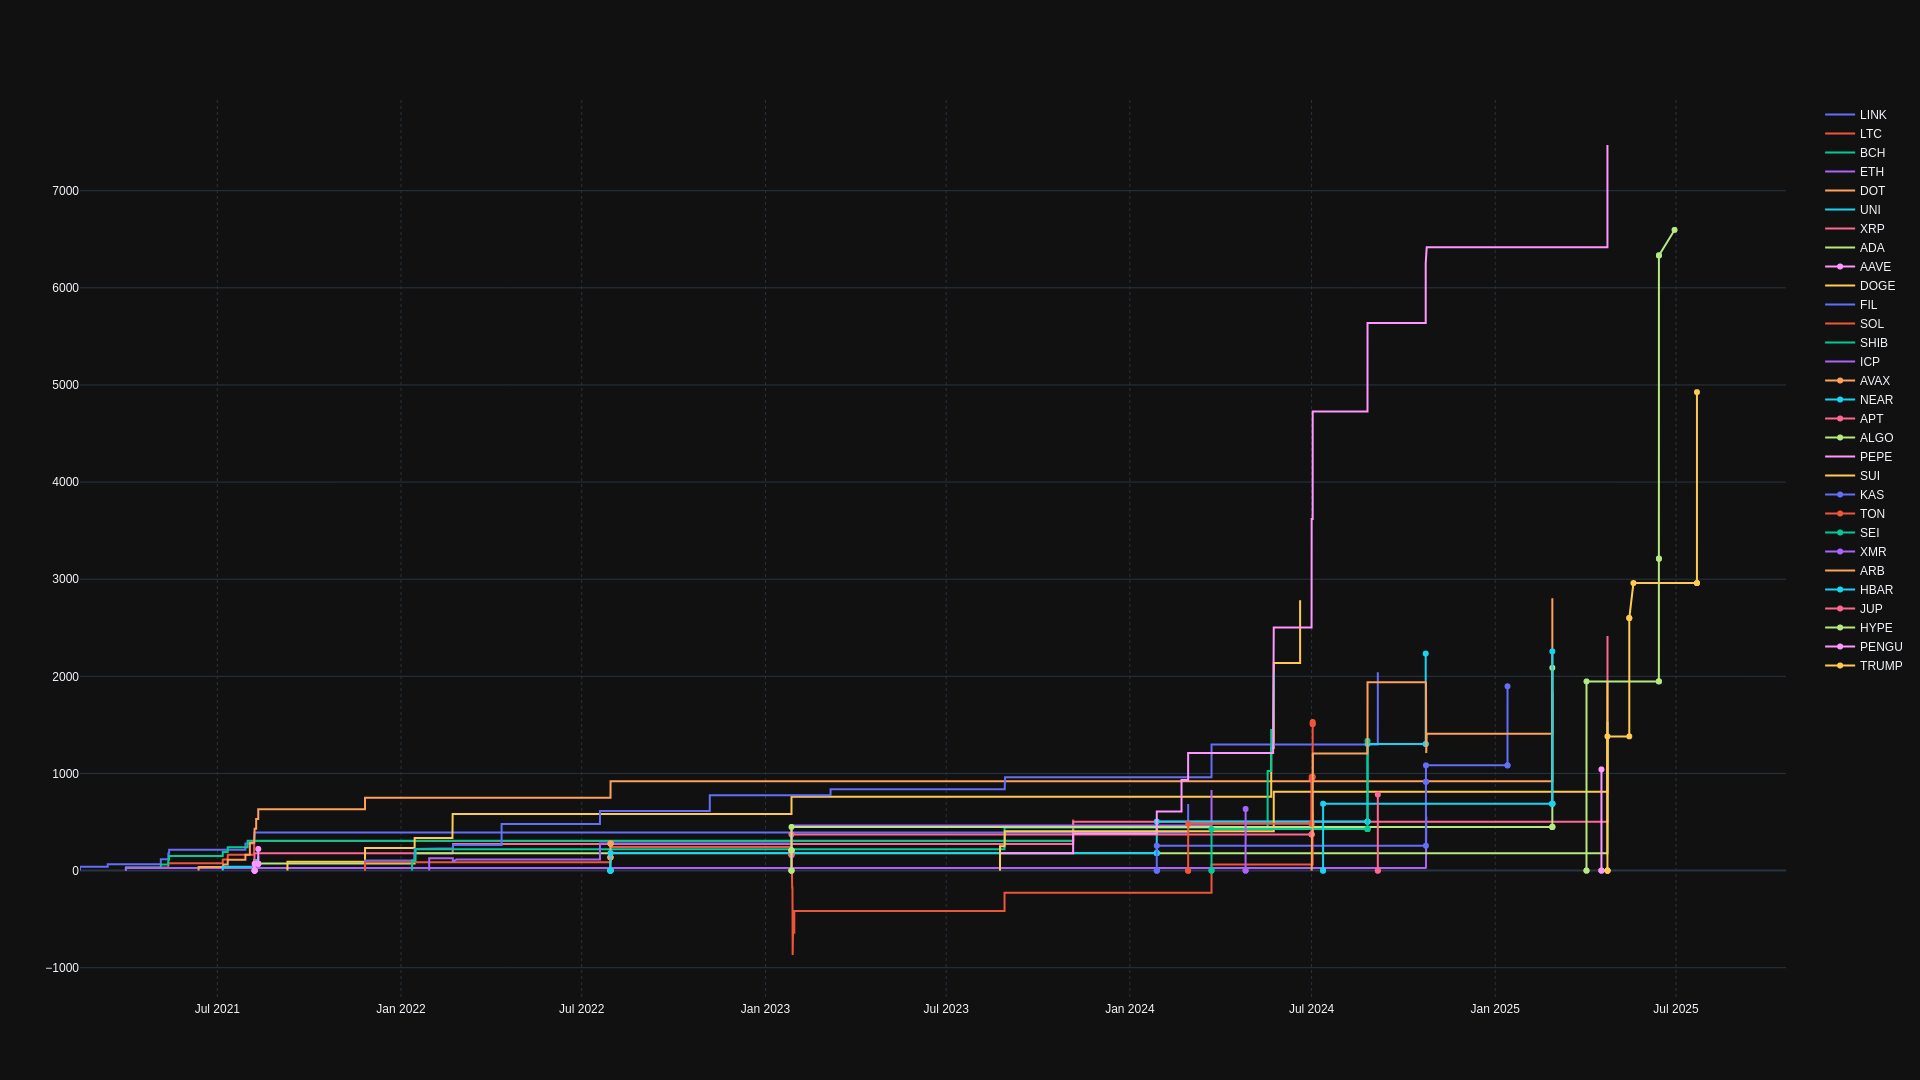 7000
6000
5000
4000
3000
2000
1000
0
−1000
Jul 2021
Jan 2022
Jul 2022
Jan 2023
Jul 2023
Jan 2024
Jul 2024
Jan 2025
Jul 2025
LINK
LTC
BCH
ETH
DOT
UNI
XRP
ADA
AAVE
DOGE
FIL
SOL
SHIB
ICP
AVAX
NEAR
APT
ALGO
PEPE
SUI
KAS
TON
SEI
XMR
ARB
HBAR
JUP
HYPE
PENGU
TRUMP